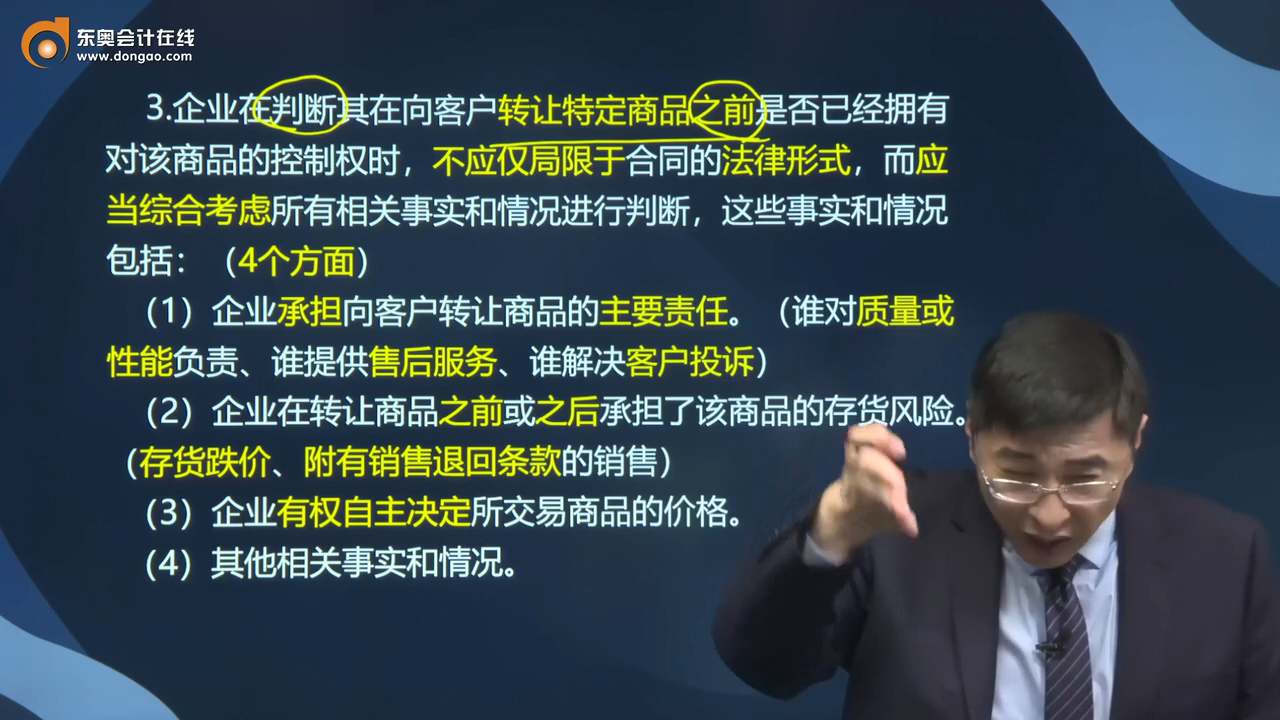 东奥会计在线
www.dongao.com
3.企业在判断其在向客户转让特定商品之前是否已经拥有
对该商品的控制权时，不应仅局限于合同的法律形式，而应
当综合考虑所有相关事实和情况进行判断，这些事实和情况
包括：（4个方面）
（1）企业承担向客户转让商品的主要责任。（谁对质量或
性能负责、谁提供售后服务、谁解决客户投诉）
（2）企业在转让商品之前或之后承担了该商品的存货风险。
（存货跌价、附有销售退回条款的销售）
（3）企业有权自主决定所交易商品的价格。
（4）其他相关事实和情况。